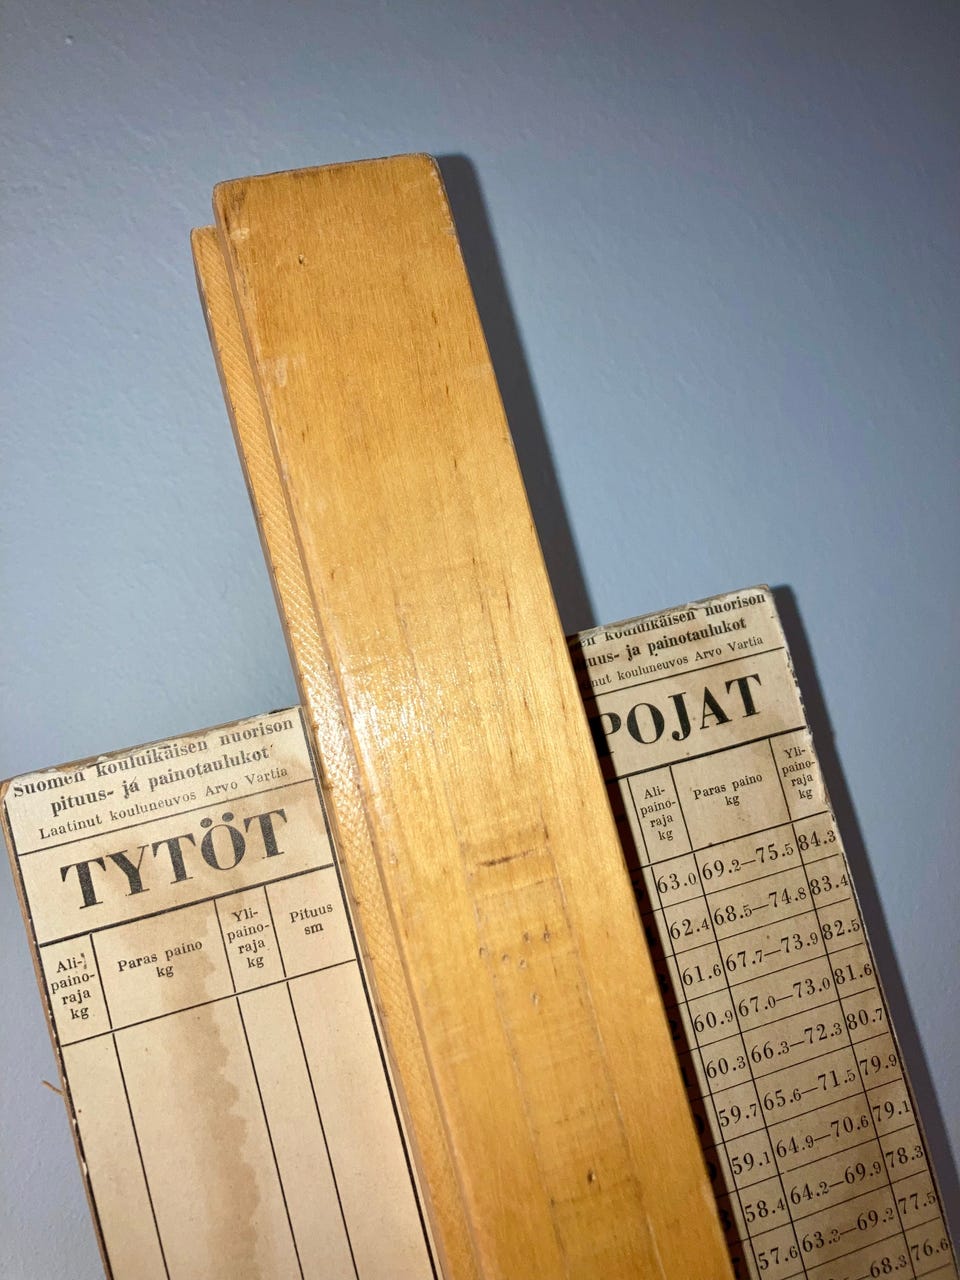 Suomen kouluikäisen nuorison
pituus- ja painotaulukot
Laatinut kouluneuvos Arvo Vartia
TYTÖT
Ali-
paino-
raja
kg
Paras paino
kg
Yli-
paino-
raja
kg
Pituus
sm
en kouluikäisen nuorison
uus- ja painotaulukot
nut kouluneuvos Arvo Vartia
POJAT
Ali-
paino-
raja
kg
Paras paino
kg
Yli-
paino-
raja
kg
63.0 69.2—75.5 84.3
62.4 68.5—74.8 83.4
61.6 67.7—73.9 82.5
60.9 67.0—73.0 81.6
60.3 66.3—72.3 80.7
59.7 65.6—71.5 79.9
59.1 64.9—70.6 79.1
58.4 64.2—69.9 78.3
57.6 63.3—69.2 77.5
68.3 76.6